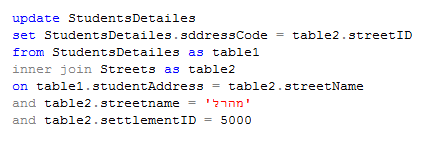 update StudentsDetailes
set StudentsDetailes.sddressCode = table2.streetID
from StudentsDetailes as table1
inner join Streets as table2
on table1.studentAddress = table2.streetName
and table2.streetname = 'מהרל'
and table2.settlementID = 5000